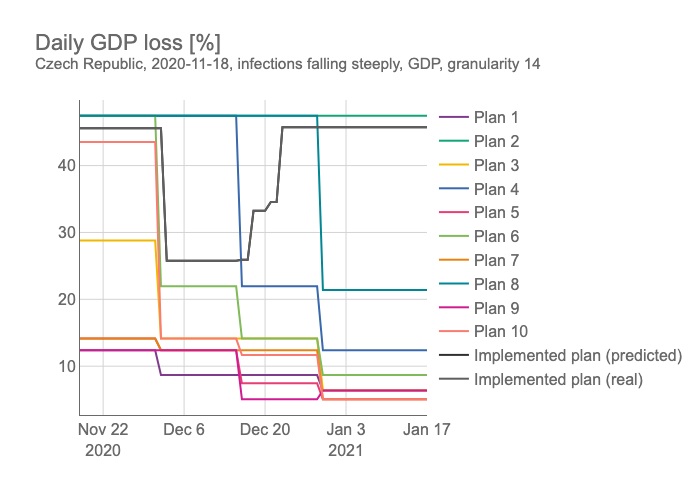 Daily GDP loss [%]
Czech Republic, 2020-11-18, infections falling steeply, GDP, granularity 14
40
30
20
10
Nov 22
2020
Dec 6
Dec 20
Jan 3
2021
Jan 17
Plan 1
Plan 2
Plan 3
Plan 4
Plan 5
Plan 6
Plan 7
Plan 8
Plan 9
Plan 10
Implemented plan (predicted)
Implemented plan (real)